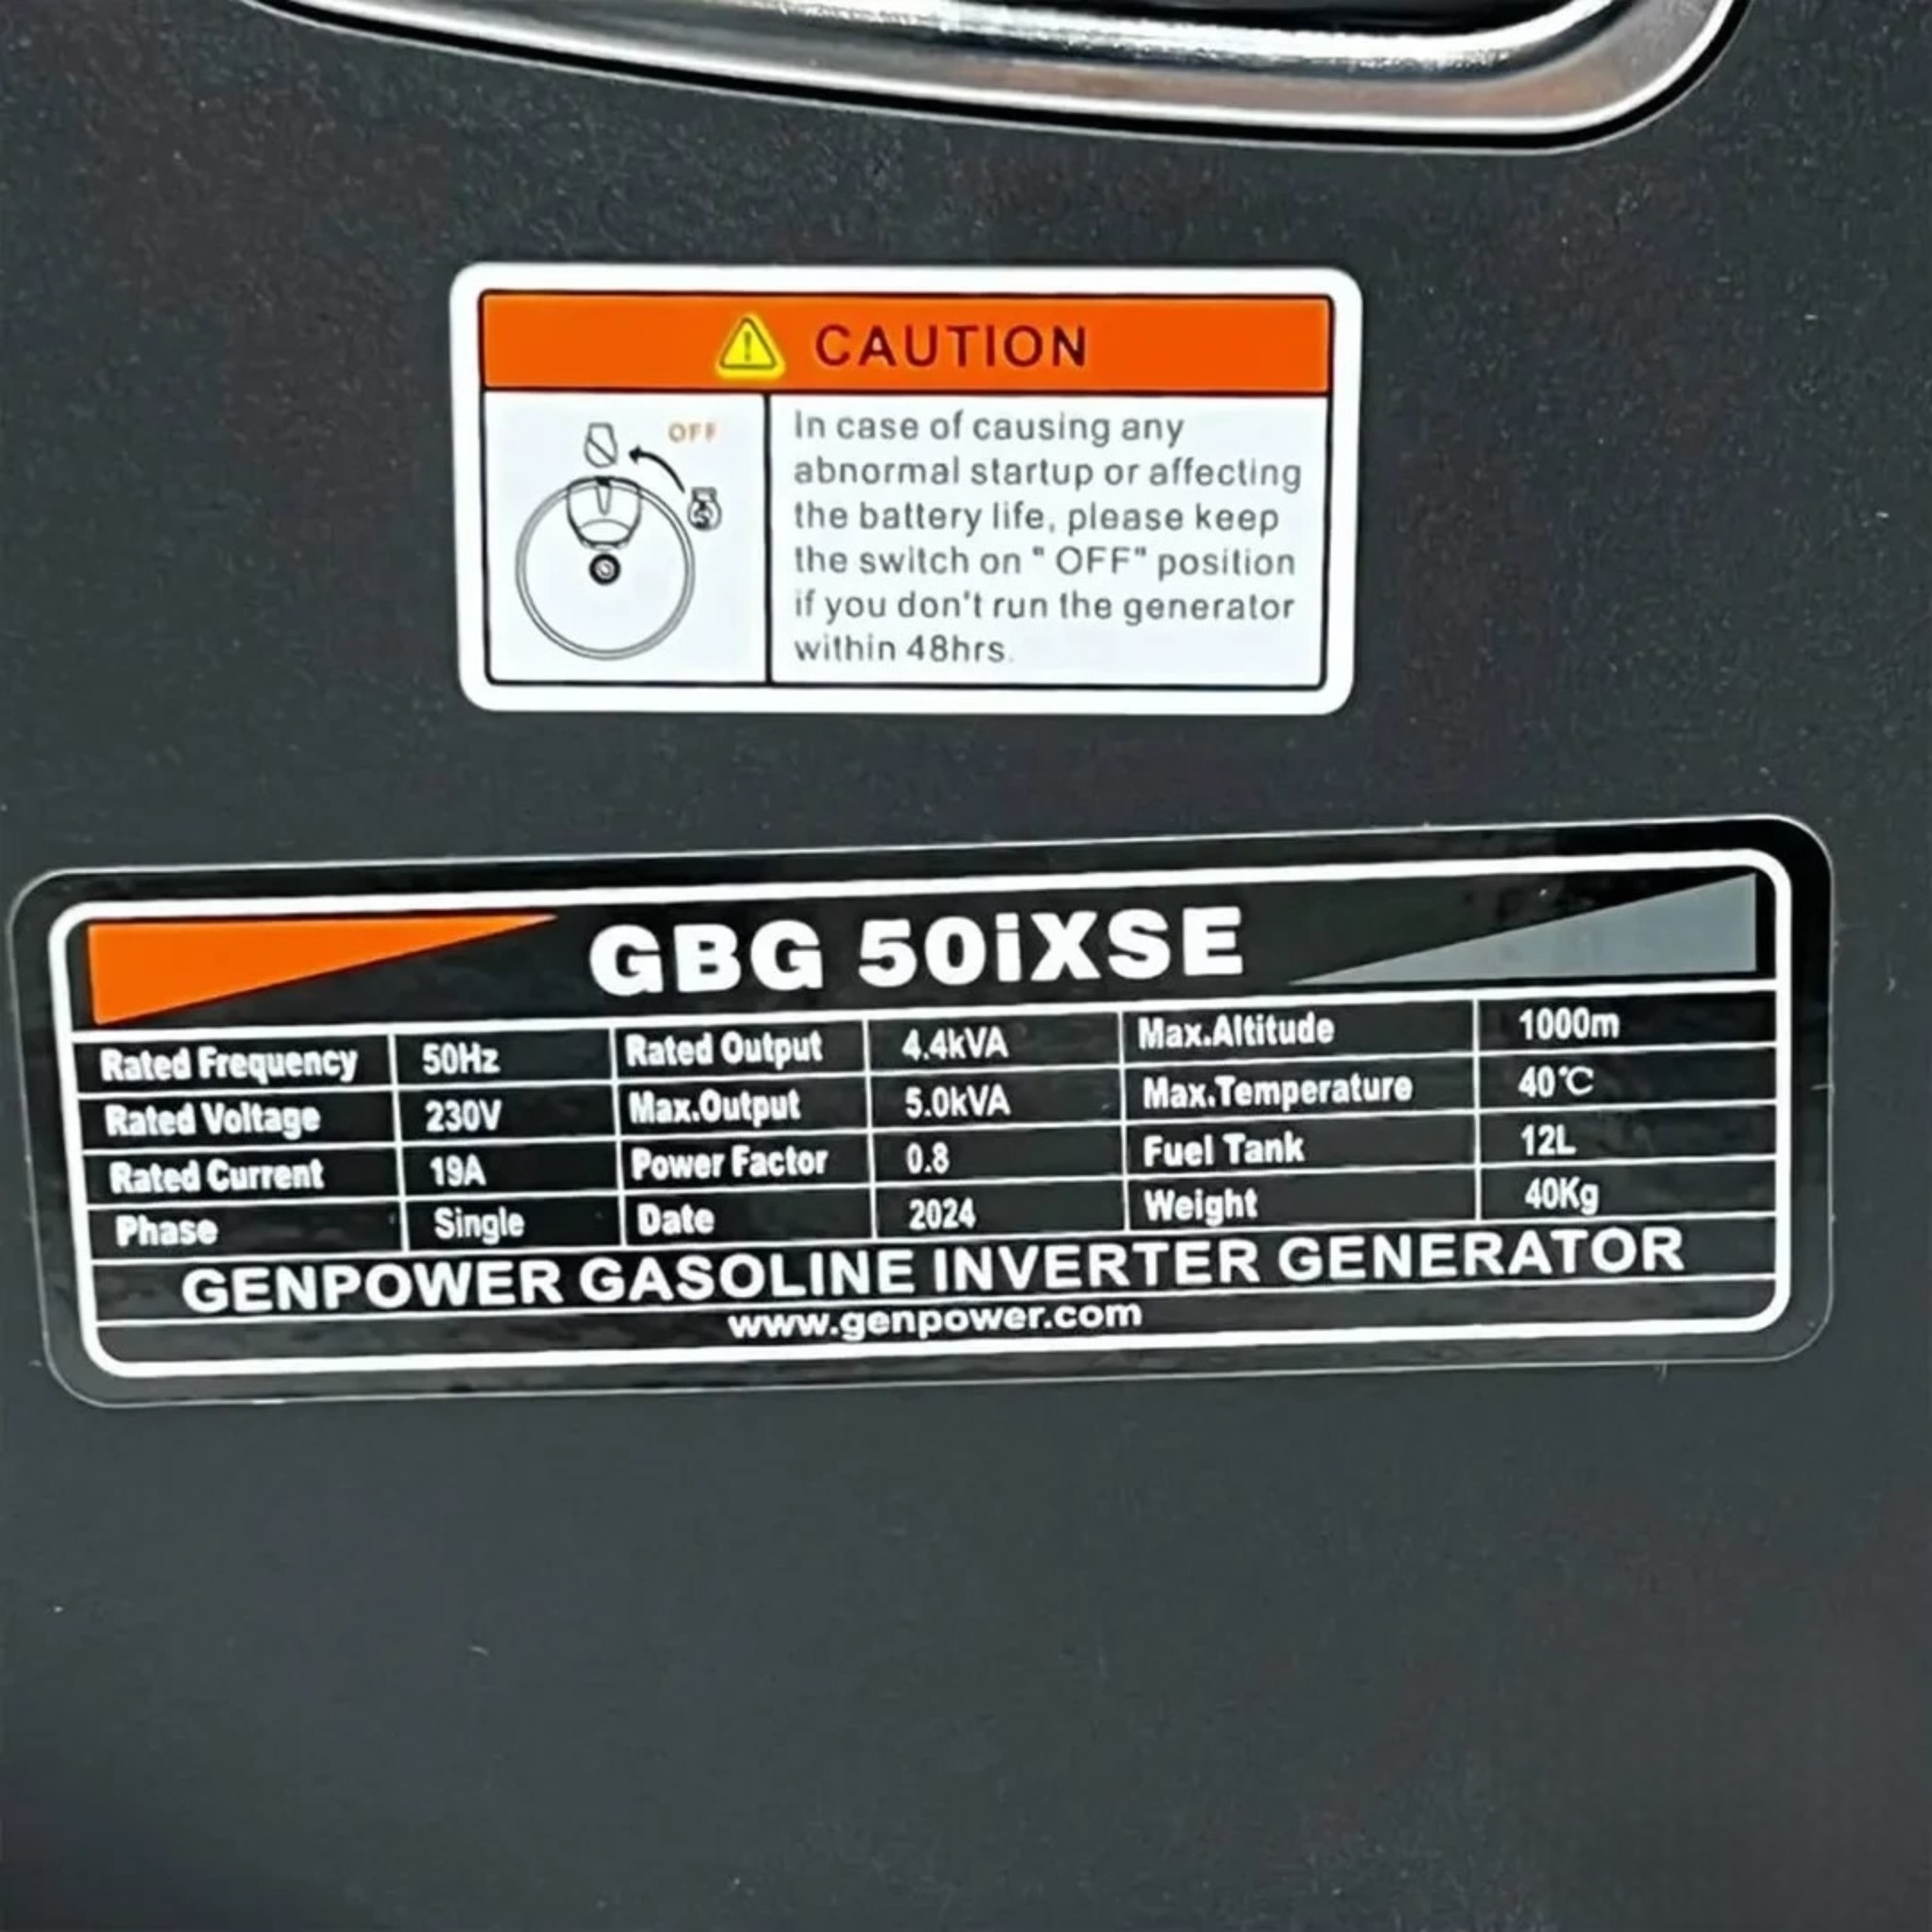 CAUTION
OFF
In case of causing any
abnormal startup or affecting
the battery life, please keep
the switch on " OFF" position
if you don't run the generator
within 48hrs.
GBG 50iXSE
Rated Frequency 50Hz Rated Output 4.4kVA Max.Altitude 1000m
Rated Voltage 230V Max.Output 5.0kVA Max.Temperature 40℃
Rated Current 19A Power Factor 0.8 Fuel Tank 12L
Phase Single Date 2024 Weight 40Kg
GENPOWER GASOLINE INVERTER GENERATOR
www.genpower.com